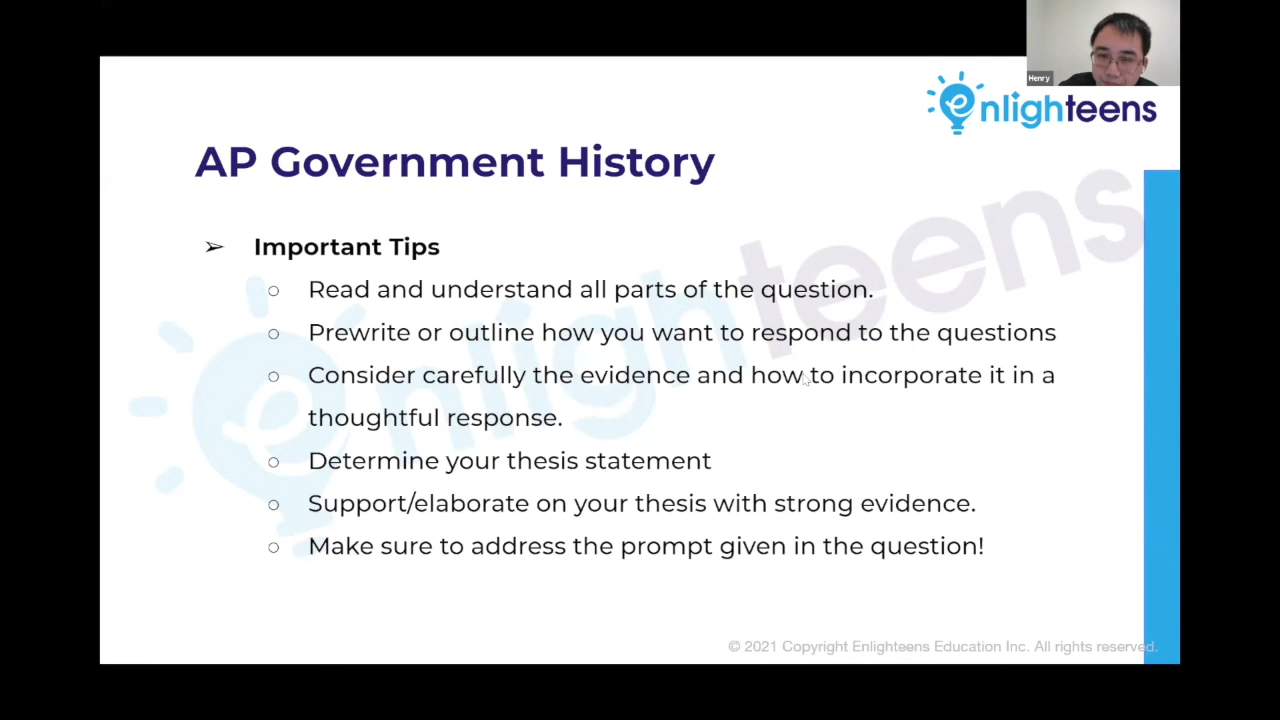 Henry
enlighteens
AP Government History
➢ Important Tips
○ Read and understand all parts of the question.
○ Prewrite or outline how you want to respond to the questions
○ Consider carefully the evidence and how to incorporate it in a
thoughtful response.
○ Determine your thesis statement
○ Support/elaborate on your thesis with strong evidence.
○ Make sure to address the prompt given in the question!
enlighteens
© 2021 Copyright Enlighteens Education Inc. All rights reserved.